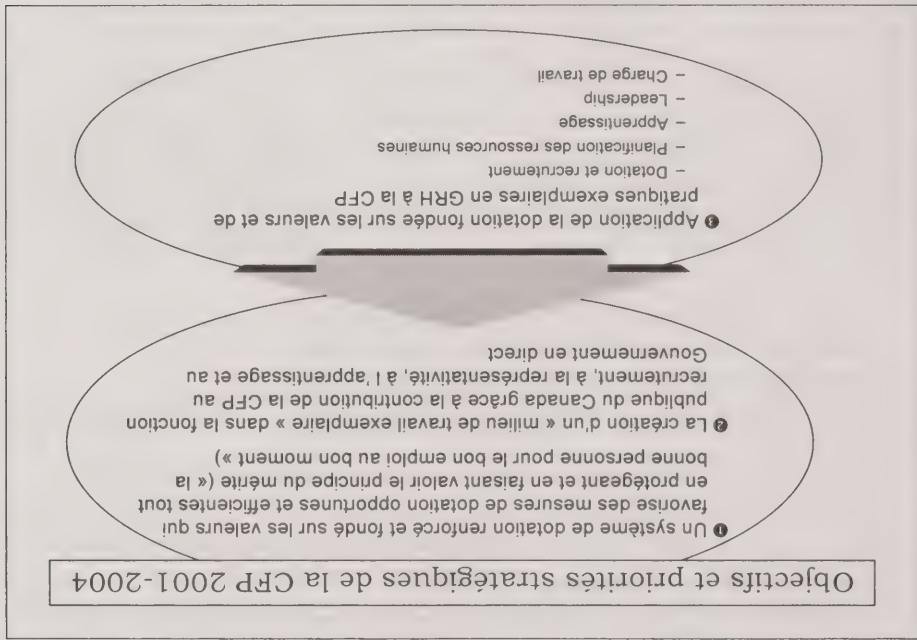 Objectifs et priorités stratégiques de la CFP 2001-2004
❶ Un système de dotation renforcé et fondé sur les valeurs qui
favorise des mesures de dotation opportunes et efficientes tout
en protégeant et en faisant valoir le principe du mérite (« la
bonne personne pour le bon emploi au bon moment »)
❷ La création d'un « milieu de travail exemplaire » dans la fonction
publique du Canada grâce à la contribution de la CFP au
recrutement, à la représentativité, à l'apprentissage et au
Gouvernement en direct
❸ Application de la dotation fondée sur les valeurs et de
pratiques exemplaires en GRH à la CFP
– Dotation et recrutement
– Planification des ressources humaines
– Apprentissage
– Leadership
– Charge de travail